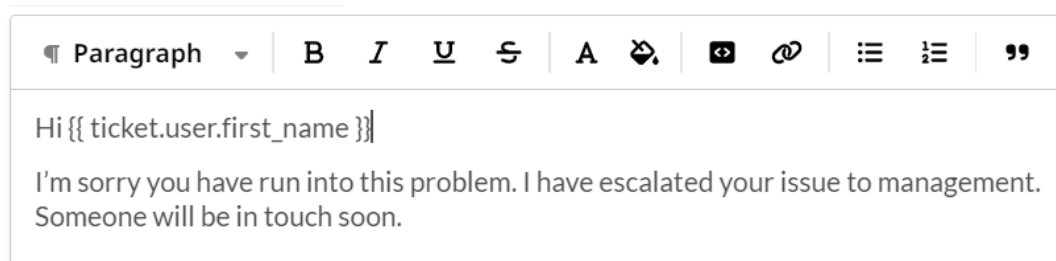 Paragraph
Hi {{ ticket.user.first_name }}
I’m sorry you have run into this problem. I have escalated your issue to management.
Someone will be in touch soon.